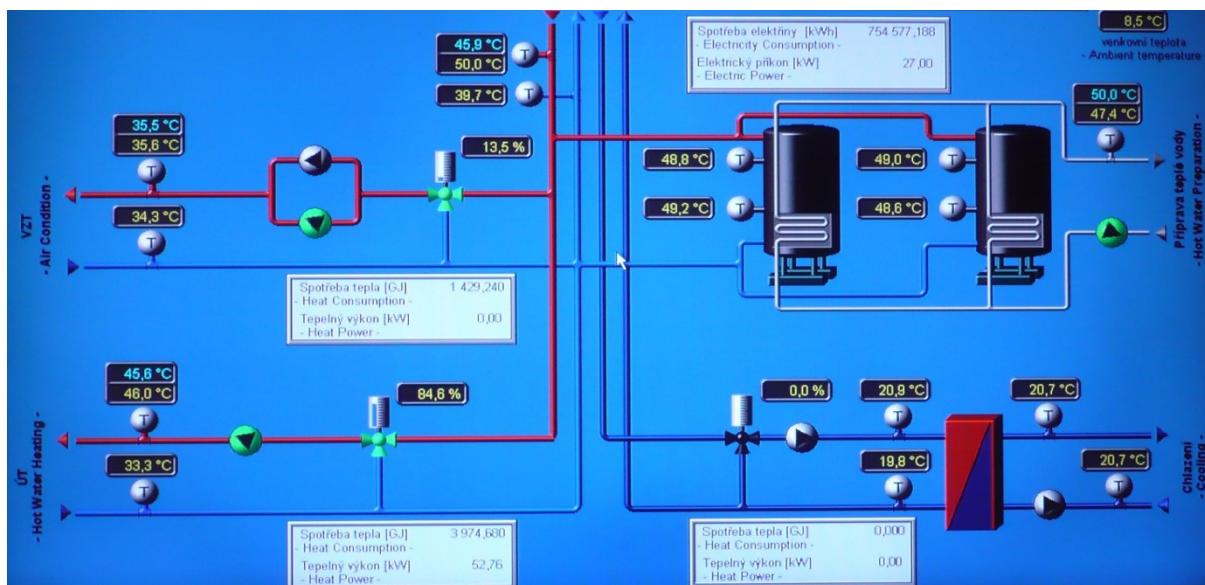 45,9 °C
50,0 °C
T
39,7 °C
T
Spotřeba elektřiny [kWh] 754 577,188
- Electricity Consumption -
Elektrický příkon [kW] 27,00
- Electric Power -
8,5 °C
venkovní teplota
- Ambient temperature
35,5 °C
35,6 °C
T
13,5 %
50,0 °C
47,4 °C
T
48,8 °C
T
49,0 °C
T
34,3 °C
T
49,2 °C
T
48,6 °C
T
VZT
- Air Condition -
Příprava teplé vody
- Hot Water Preparation -
Spotřeba tepla [GJ] 1 429,240
- Heat Consumption -
Tepelný výkon [kW] 0,00
- Heat Power -
45,6 °C
46,0 °C
T
84,6 %
0,0 %
20,9 °C
T
20,7 °C
T
33,3 °C
T
19,8 °C
T
20,7 °C
T
ÚT
- Hot Water Heating -
Chlazení
- Cooling -
Spotřeba tepla [GJ] 3 974,680
- Heat Consumption -
Tepelný výkon [kW] 52,76
- Heat Power -
Spotřeba tepla [GJ] 0,000
- Heat Consumption -
Tepelný výkon [kW] 0,00
- Heat Power -